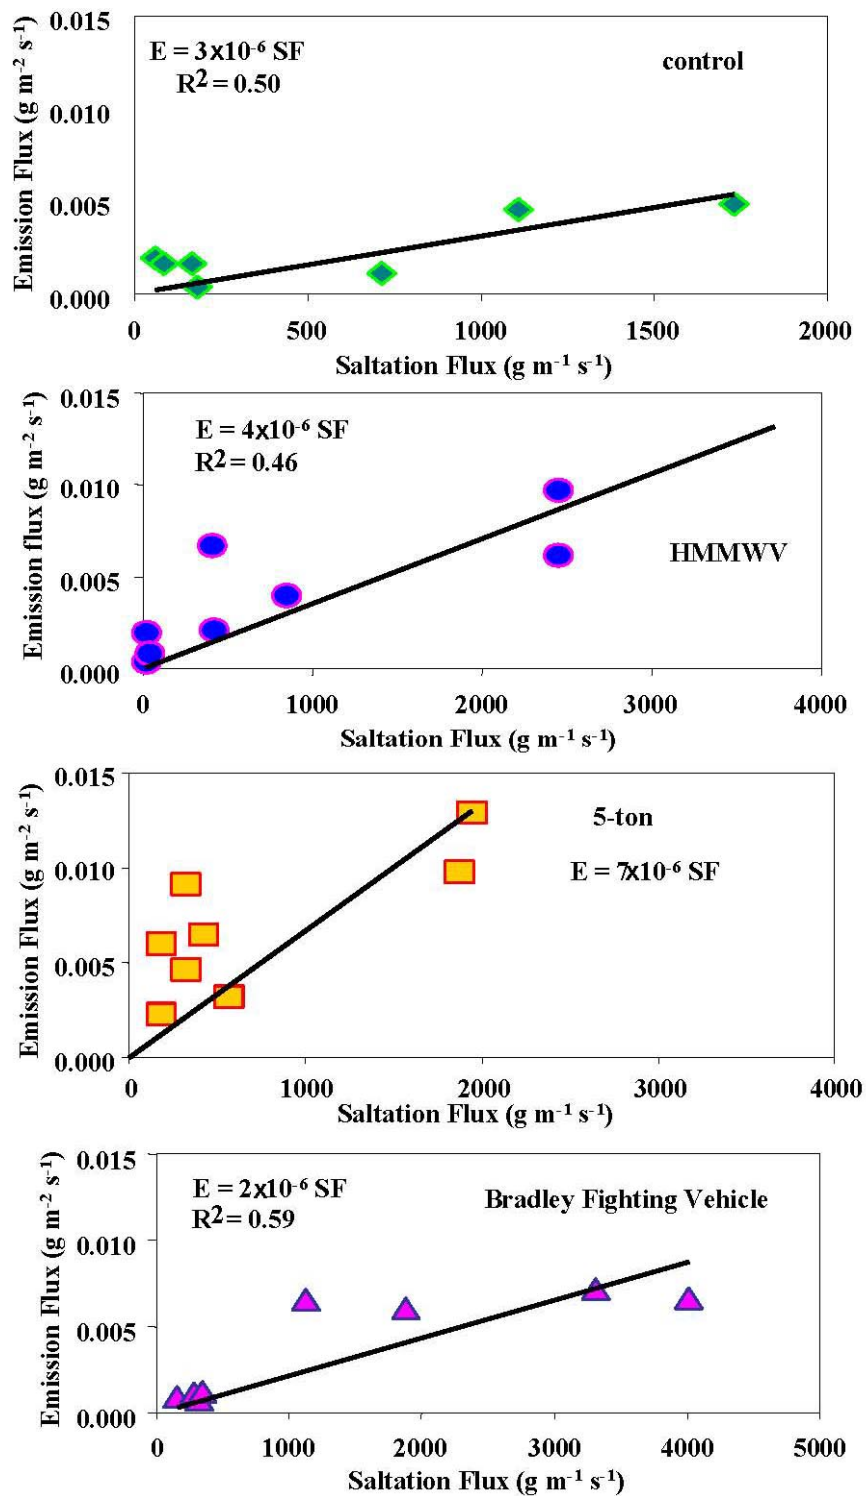 0.015
E = 3x10⁻⁶ SF
R² = 0.50
control
0.010
0.005
0.000
Emission Flux (g m⁻² s⁻¹)
0 500 1000 1500 2000
Saltation Flux (g m⁻¹ s⁻¹)
0.015
E = 4x10⁻⁶ SF
R² = 0.46
0.010
HMMWV
0.005
0.000
Emission flux (g m⁻² s⁻¹)
0 1000 2000 3000 4000
Saltation Flux (g m⁻¹ s⁻¹)
0.015
5-ton
E = 7x10⁻⁶ SF
0.010
0.005
0.000
Emission Flux (g m⁻² s⁻¹)
0 1000 2000 3000 4000
Saltation Flux (g m⁻¹ s⁻¹)
0.015
E = 2x10⁻⁶ SF
R² = 0.59
Bradley Fighting Vehicle
0.010
0.005
0.000
Emission Flux (g m⁻² s⁻¹)
0 1000 2000 3000 4000 5000
Saltation Flux (g m⁻¹ s⁻¹)